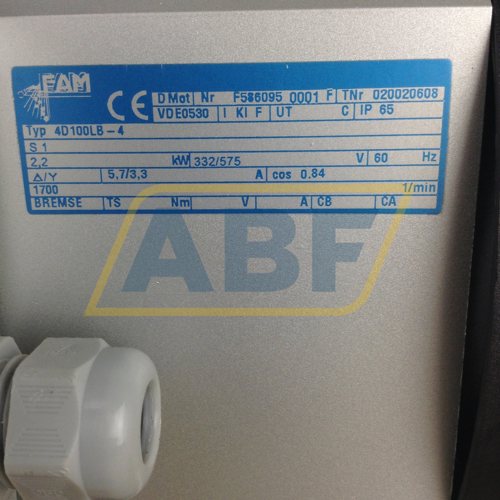 FAM
CE DMot Nr F586095 0001 F TNr 020020608
VDE0530 I Kl F UT C IP 65
Typ 4D100LB-4
S 1
2,2 kW 332/575 V 60 Hz
Δ/Y 5,7/3,3 A cos 0.84
1700 1/min
BREMSE TS Nm V A CB CA
ABF